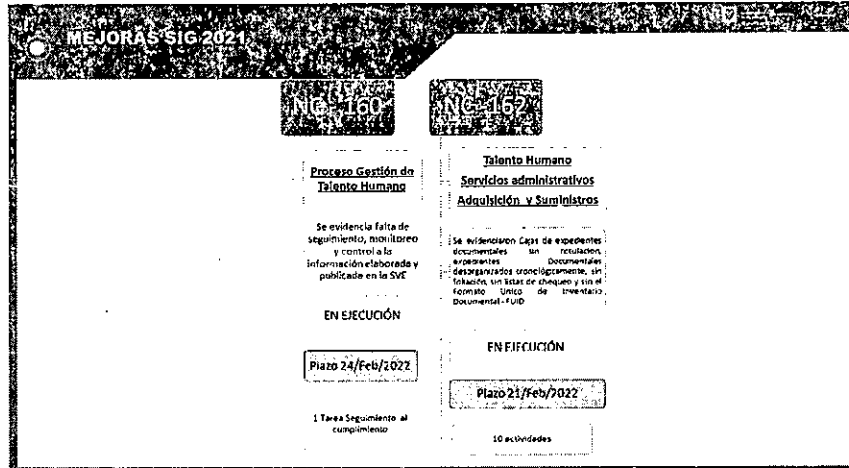 MEJORAS SIG 2021
NC- 160
Proceso Gestión de
Talento Humano
Se evidencia falta de
seguimiento, monitoreo
y control a la
información elaborada y
publicada en la SVE
EN EJECUCIÓN
Plazo 24/Feb/2022
1 Tarea Seguimiento al
cumplimiento
NC- 162
Talento Humano
Servicios administrativos
Adquisición y Suministros
Se evidenciaron Cajas de expedientes
documentales sin rotulación,
expedientes Documentales
desorganizados cronológicamente, sin
foliación, sin listas de chequeo y sin el
Formato Unico de Inventario
Documental - FUID
EN EJECUCIÓN
Plazo 21/Feb/2022
10 actividades